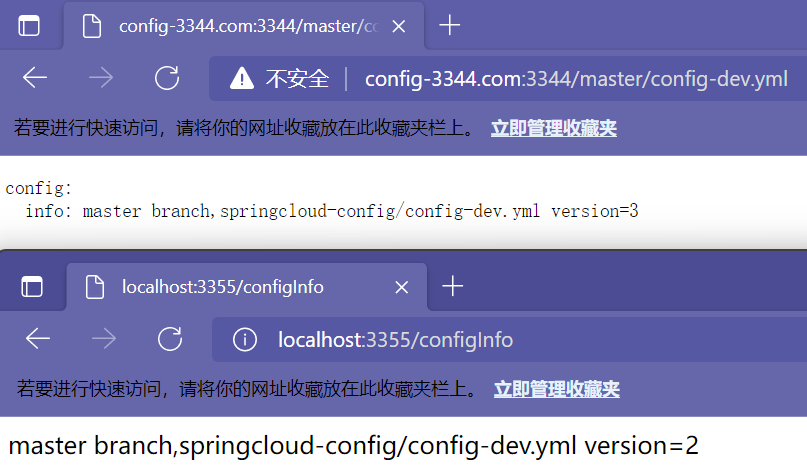 config-3344.com:3344/master/cc
不安全 | config-3344.com:3344/master/config-dev.yml
若要进行快速访问，请将你的网址收藏放在此收藏夹栏上。 立即管理收藏夹
config:
  info: master branch,springcloud-config/config-dev.yml version=3
localhost:3355/configInfo
localhost:3355/configInfo
若要进行快速访问，请将你的网址收藏放在此收藏夹栏上。 立即管理收藏夹
master branch,springcloud-config/config-dev.yml version=2